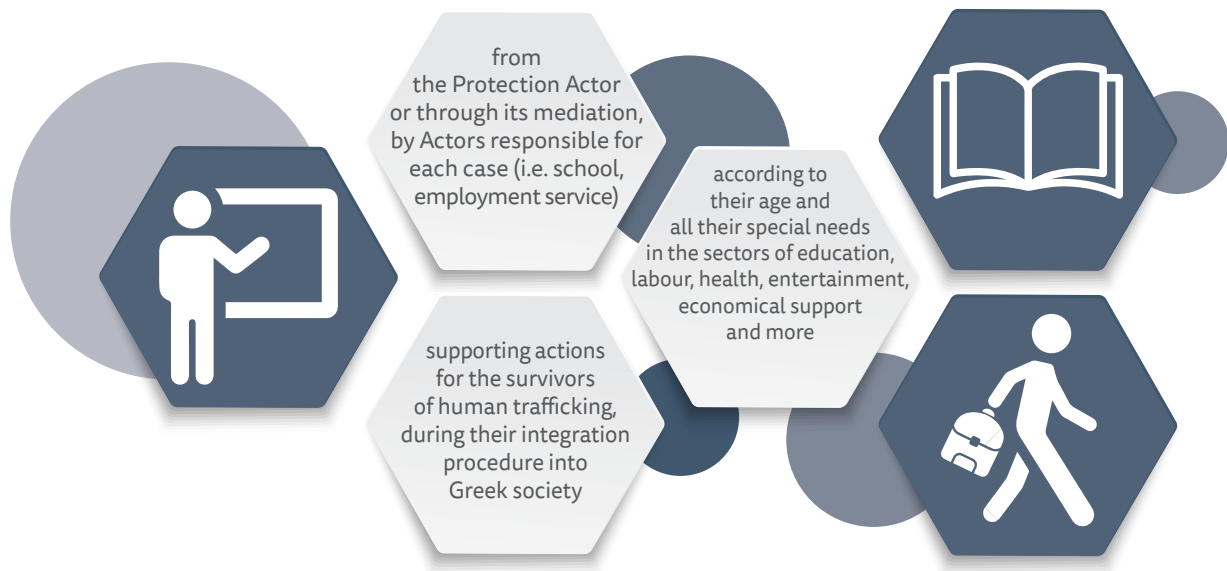 from
the Protection Actor
or through its mediation,
by Actors responsible for
each case (i.e. school,
employment service)
according to
their age and
all their special needs
in the sectors of education,
labour, health, entertainment,
economical support
and more
supporting actions
for the survivors
of human trafficking,
during their integration
procedure into
Greek society